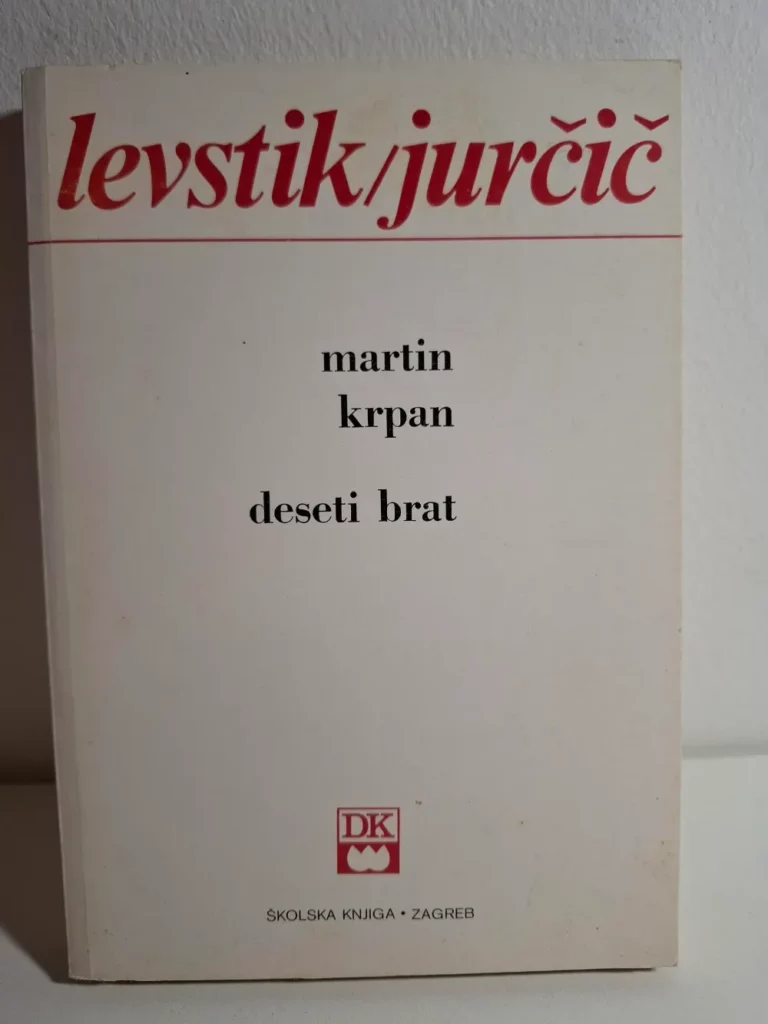 levstik/jurčič
martin
krpan
deseti brat
DK
ŠKOLSKA KNJIGA • ZAGREB